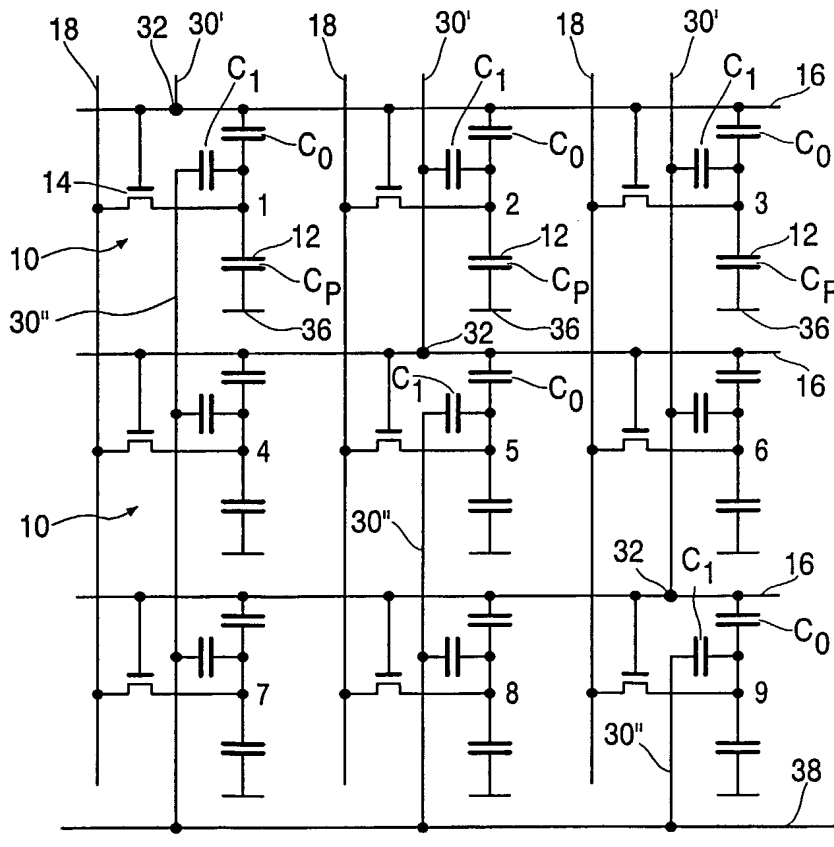 18 32 30' 18 30' 18 30'
C1 C1 C1 16
C0 C0 C0
14 1 2 3
10 12 12 12
CP CP CP
30" 36 32 36 36
16
C1 C0
4 5 6
10 30" 32 C1 16
C0
7 8 9
30" 38